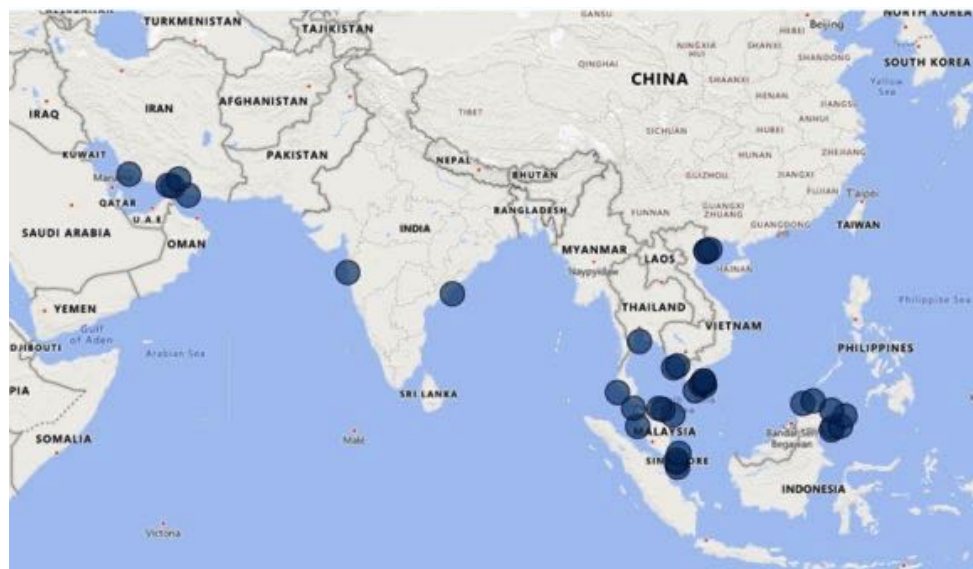 TURKMENISTAN
TAJIKISTAN
GANSU
HEBEI
Beijing
NORTH KOREA
NINGXIA
HUI
SHANXI
SHANDONG
SOUTH KOREA
QINGHAI
CHINA
SHAANXI
Yellow
Sea
IRAQ
IRAN
AFGHANISTAN
TIBET
HENAN
JIANGSU
ANHUI
SICHUAN
HUBEI
KUWAIT
PAKISTAN
NEPAL
BHUTAN
HUNAN
ZHEJIANG
JIANGXI
GUIZHOU
QATAR
U.A.E
BANGLADESH
YUNNAN
GUANGXI
ZHUANG
FUJIAN
T'aipei
GUANGDONG
TAIWAN
SAUDI ARABIA
OMAN
INDIA
MYANMAR
Naypyidaw
LAOS
HAINAN
THAILAND
YEMEN
Philippine Sea
Gulf
of Aden
VIETNAM
DJIBOUTI
Arabian Sea
PHILIPPINES
SRI LANKA
SOMALIA
Malé
MALAYSIA
Bandar Seri
Begawan
INDONESIA
Victoria